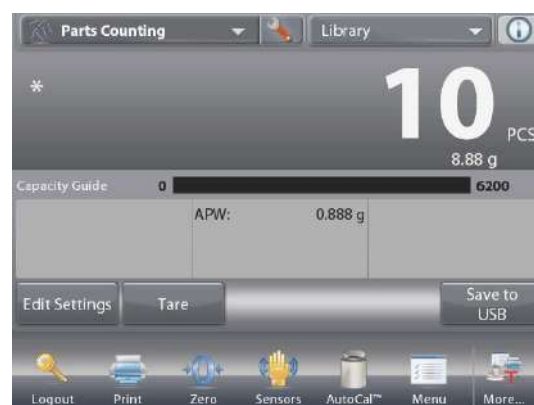 Parts Counting Library
*
10 PCS
8.88 g
Capacity Guide 0 6200
APW: 0.888 g
Edit Settings Tare Save to USB
Logout Print Zero Sensors AutoCal™ Menu More...